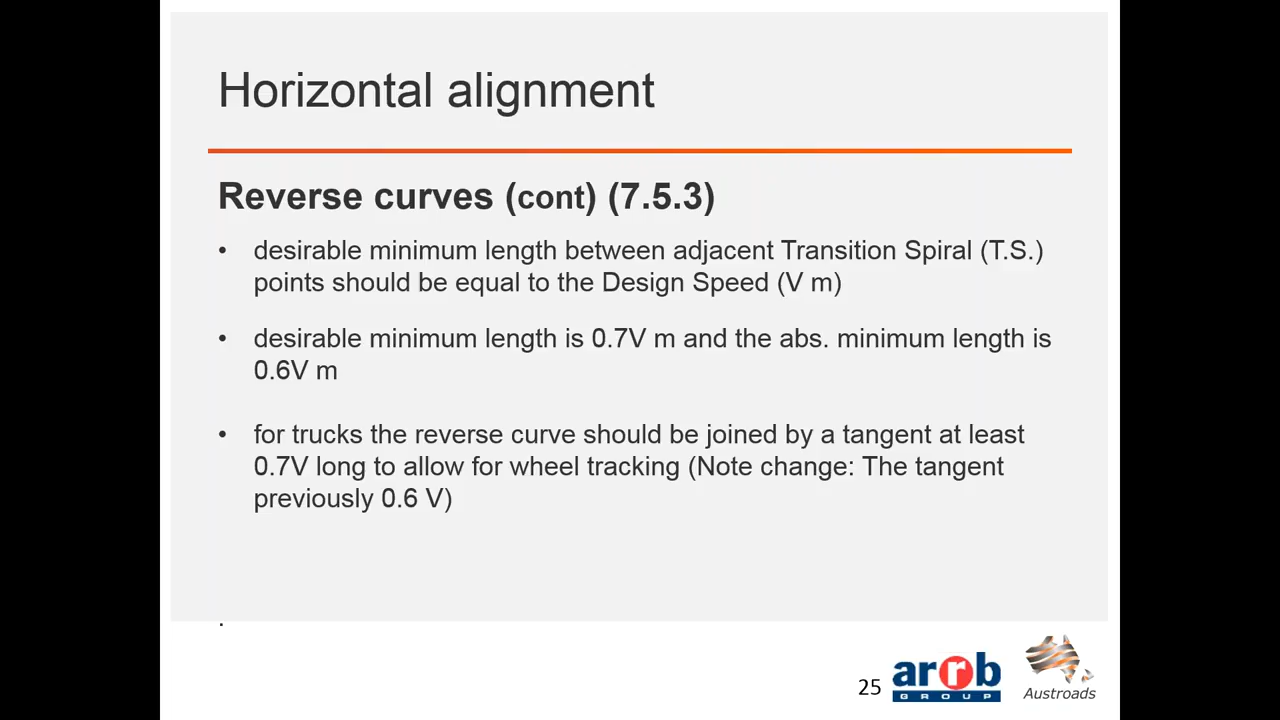 Horizontal alignment
Reverse curves (cont) (7.5.3)
• desirable minimum length between adjacent Transition Spiral (T.S.)
points should be equal to the Design Speed (V m)
• desirable minimum length is 0.7V m and the abs. minimum length is
0.6V m
• for trucks the reverse curve should be joined by a tangent at least
0.7V long to allow for wheel tracking (Note change: The tangent
previously 0.6 V)
.
25
arrb
GROUP
Austroads